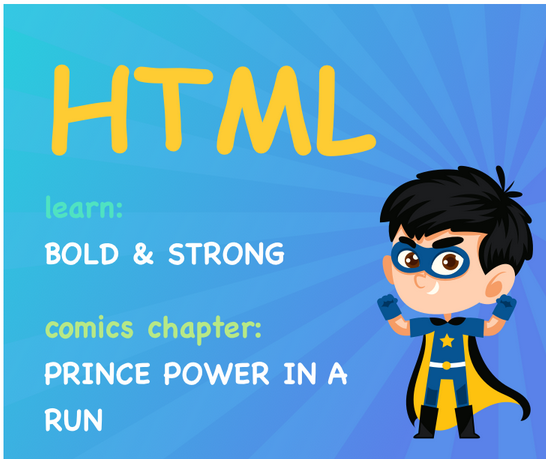 HTML
learn:
BOLD & STRONG
comics chapter:
PRINCE POWER IN A
RUN